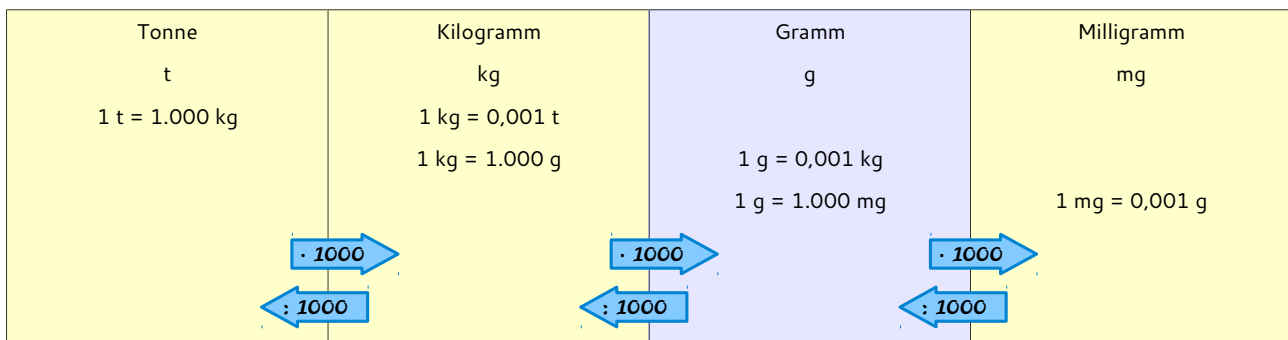 Tonne Kilogramm Gramm Milligramm
t kg g mg
1 t = 1.000 kg 1 kg = 0,001 t
1 kg = 1.000 g 1 g = 0,001 kg
1 g = 1.000 mg 1 mg = 0,001 g
· 1000 · 1000 · 1000
: 1000 : 1000 : 1000